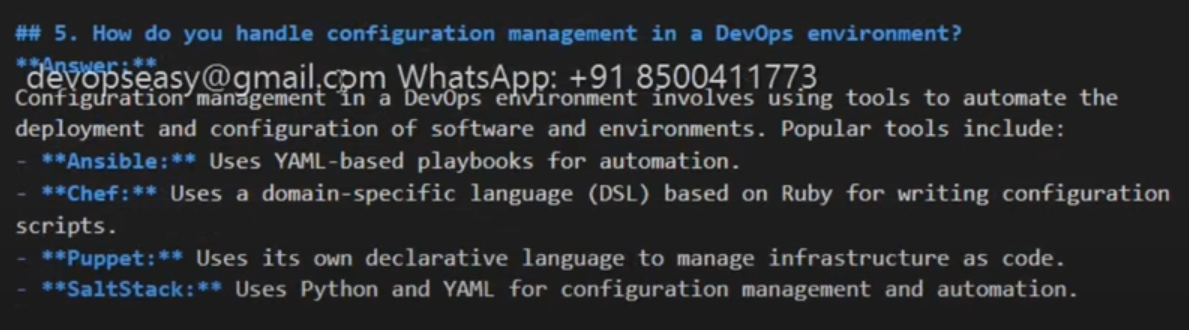 ## 5. How do you handle configuration management in a DevOps environment?
**Answer:**
devopseasy@gmail.com WhatsApp: +91 8500411773
Configuration management in a DevOps environment involves using tools to automate the
deployment and configuration of software and environments. Popular tools include:
- **Ansible:** Uses YAML-based playbooks for automation.
- **Chef:** Uses a domain-specific language (DSL) based on Ruby for writing configuration
scripts.
- **Puppet:** Uses its own declarative language to manage infrastructure as code.
- **SaltStack:** Uses Python and YAML for configuration management and automation.